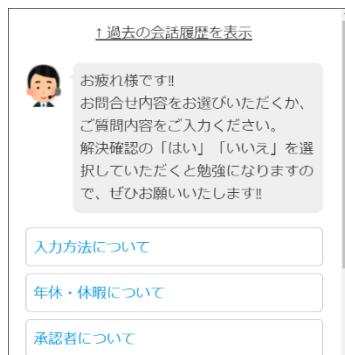 ↑過去の会話履歴を表示
お疲れ様です!!
お問合せ内容をお選びいただくか、
ご質問内容をご入力ください。
解決確認の「はい」「いいえ」を選
択していただくと勉強になりますの
で、ぜひお願いいたします!!
入力方法について
年休・休暇について
承認者について